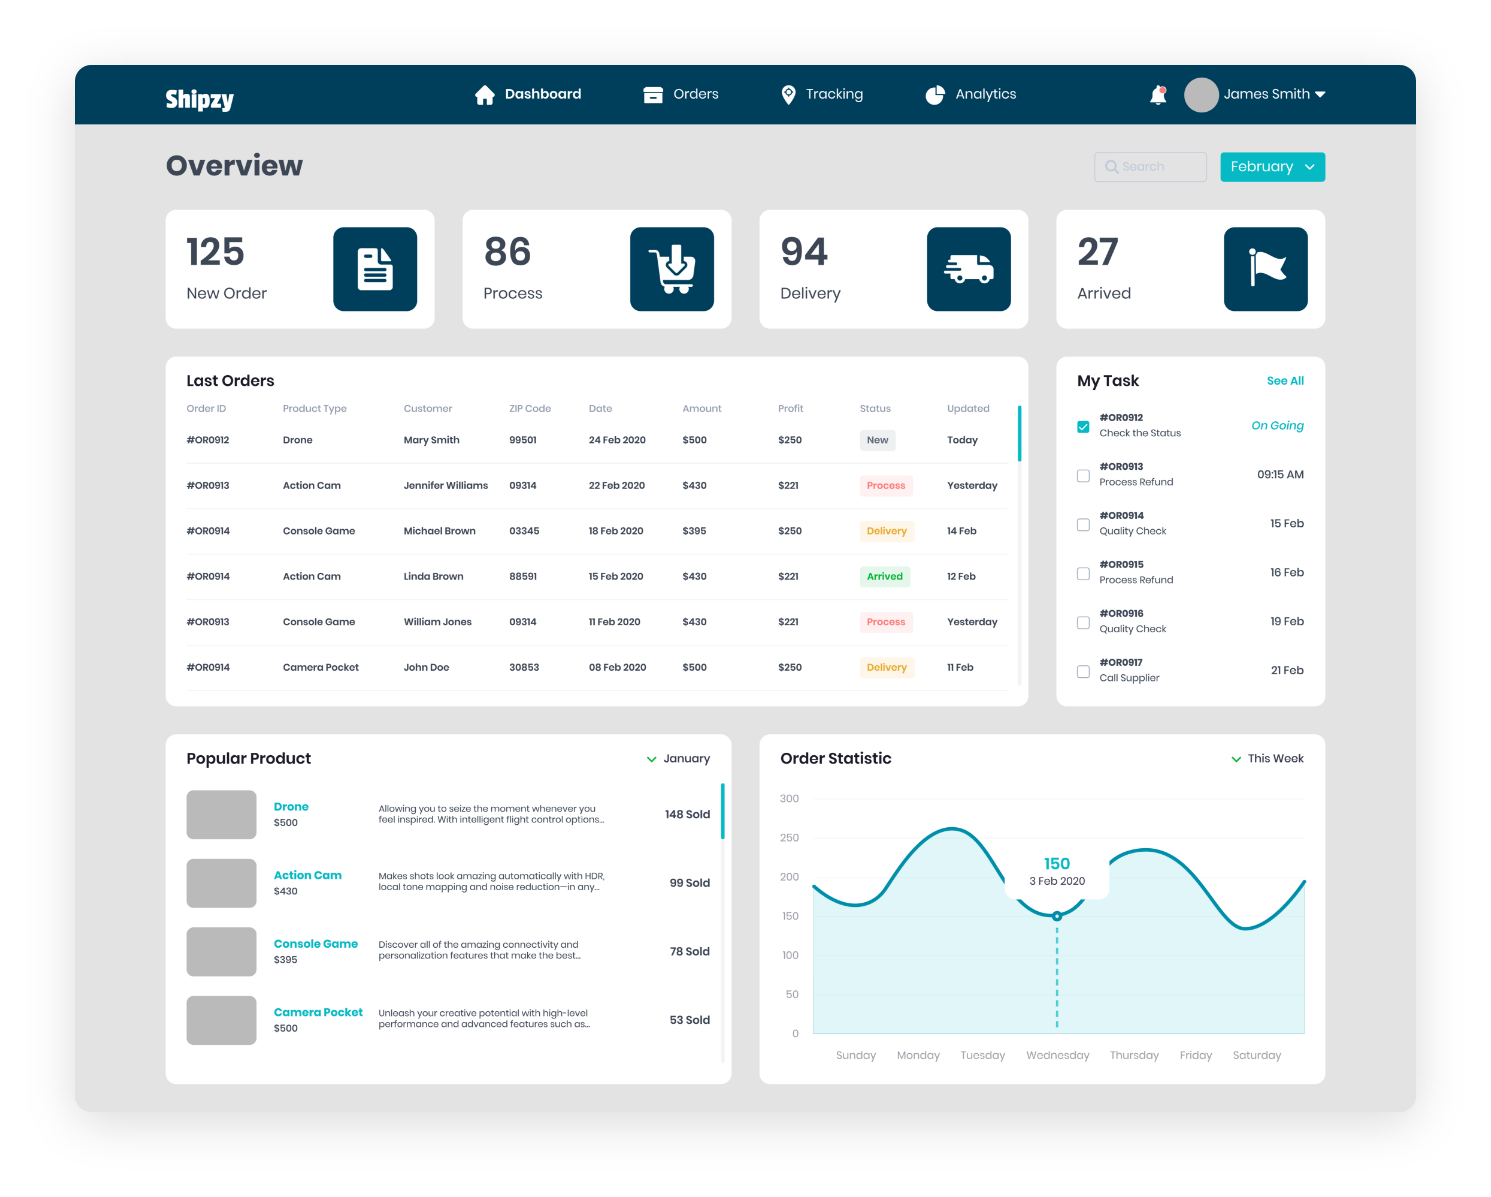 Shipzy
Dashboard
Orders
Tracking
Analytics
James Smith
Overview
Search
February
125
New Order
86
Process
94
Delivery
27
Arrived
Last Orders
Order ID Product Type Customer ZIP Code Date Amount Profit Status Updated
#OR0912 Drone Mary Smith 99501 24 Feb 2020 $500 $250 New Today
#OR0913 Action Cam Jennifer Williams 09314 22 Feb 2020 $430 $221 Process Yesterday
#OR0914 Console Game Michael Brown 03345 18 Feb 2020 $395 $250 Delivery 14 Feb
#OR0914 Action Cam Linda Brown 88591 15 Feb 2020 $430 $221 Arrived 12 Feb
#OR0913 Console Game William Jones 09314 11 Feb 2020 $430 $221 Process Yesterday
#OR0914 Camera Pocket John Doe 30853 08 Feb 2020 $500 $250 Delivery 11 Feb
My Task
See All
#OR0912
Check the Status
On Going
#OR0913
Process Refund
09:15 AM
#OR0914
Quality Check
15 Feb
#OR0915
Process Refund
16 Feb
#OR0916
Quality Check
19 Feb
#OR0917
Call Supplier
21 Feb
Popular Product
January
Drone
$500
Allowing you to seize the moment whenever you
feel inspired. With intelligent flight control options...
148 Sold
Action Cam
$430
Makes shots look amazing automatically with HDR,
local tone mapping and noise reduction—in any...
99 Sold
Console Game
$395
Discover all of the amazing connectivity and
personalization features that make the best...
78 Sold
Camera Pocket
$500
Unleash your creative potential with high-level
performance and advanced features such as...
53 Sold
Order Statistic
This Week
300
250
200
150
100
50
0
150
3 Feb 2020
Sunday Monday Tuesday Wednesday Thursday Friday Saturday